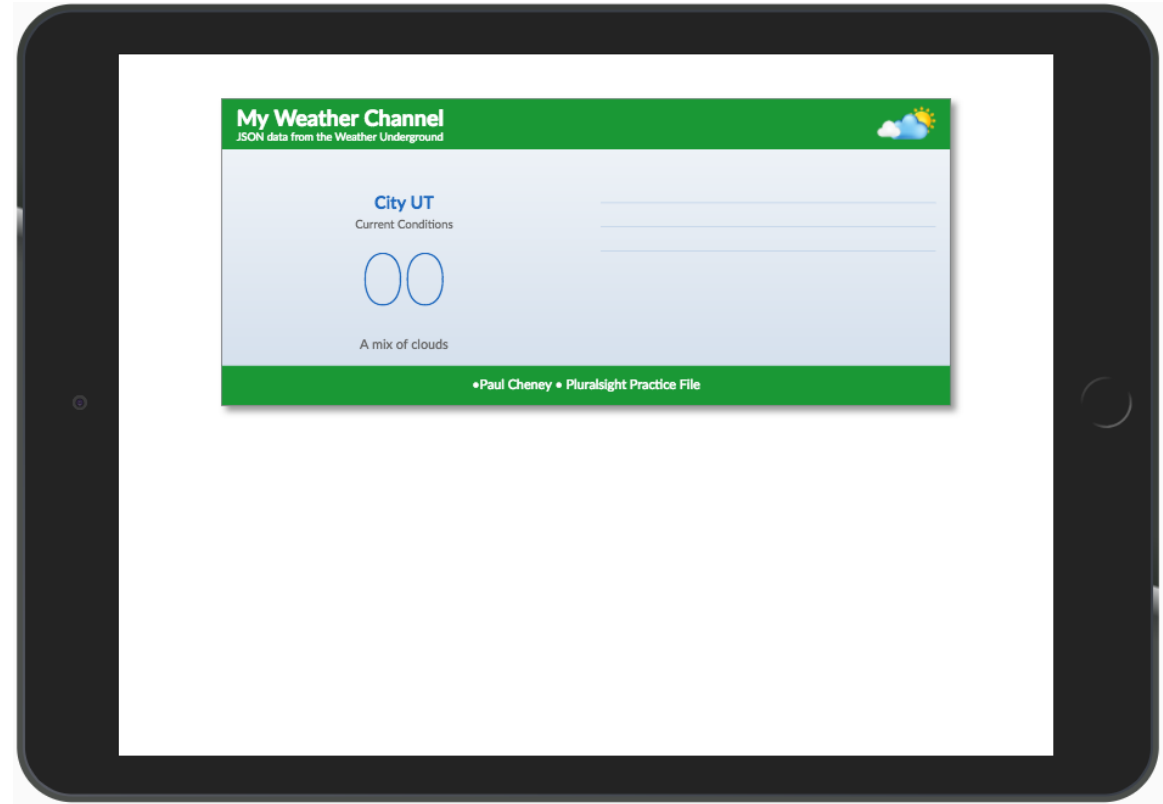 My Weather Channel
JSON data from the Weather Underground
City UT
Current Conditions
00
A mix of clouds
•Paul Cheney • Pluralsight Practice File